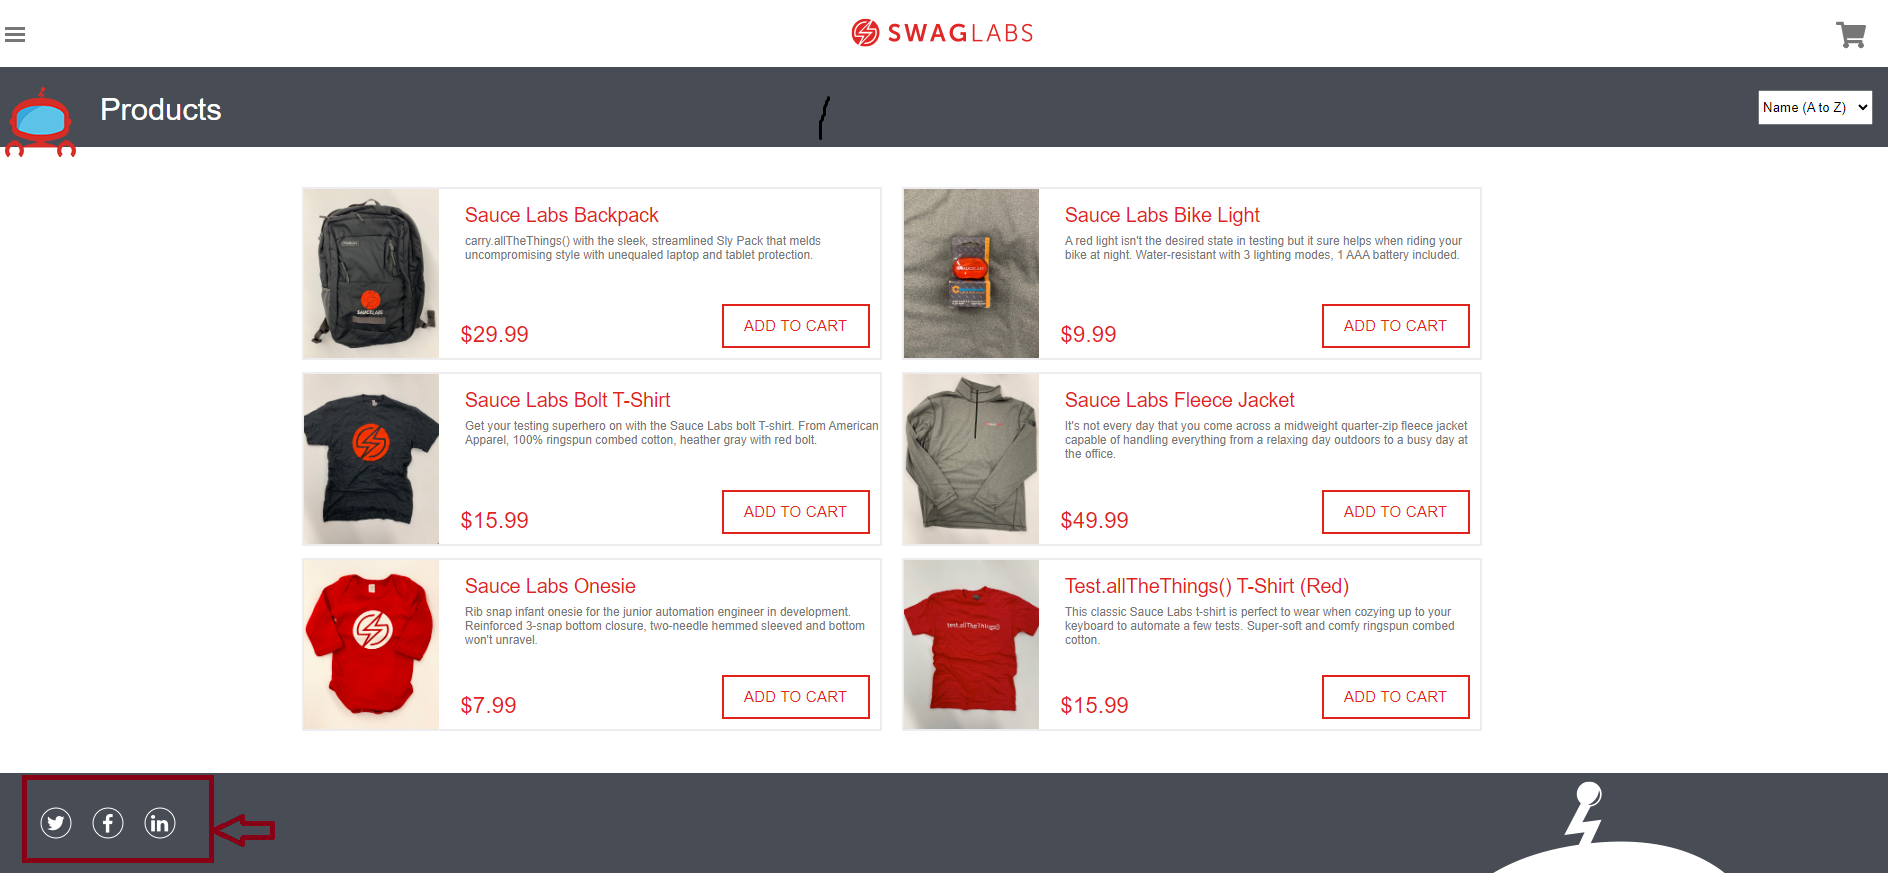 SWAGLABS
Products
Name (A to Z)
Sauce Labs Backpack
carry.allTheThings() with the sleek, streamlined Sly Pack that melds
uncompromising style with unequaled laptop and tablet protection.
$29.99
ADD TO CART
SAUCELABS
Sauce Labs Bike Light
A red light isn't the desired state in testing but it sure helps when riding your
bike at night. Water-resistant with 3 lighting modes, 1 AAA battery included.
$9.99
ADD TO CART
Sauce Labs Bolt T-Shirt
Get your testing superhero on with the Sauce Labs bolt T-shirt. From American
Apparel, 100% ringspun combed cotton, heather gray with red bolt.
$15.99
ADD TO CART
Sauce Labs Fleece Jacket
It's not every day that you come across a midweight quarter-zip fleece jacket
capable of handling everything from a relaxing day outdoors to a busy day at
the office.
$49.99
ADD TO CART
Sauce Labs Onesie
Rib snap infant onesie for the junior automation engineer in development.
Reinforced 3-snap bottom closure, two-needle hemmed sleeved and bottom
won't unravel.
$7.99
ADD TO CART
Test.allTheThings() T-Shirt (Red)
This classic Sauce Labs t-shirt is perfect to wear when cozying up to your
keyboard to automate a few tests. Super-soft and comfy ringspun combed
cotton.
$15.99
ADD TO CART
test.allTheThings()
f
in